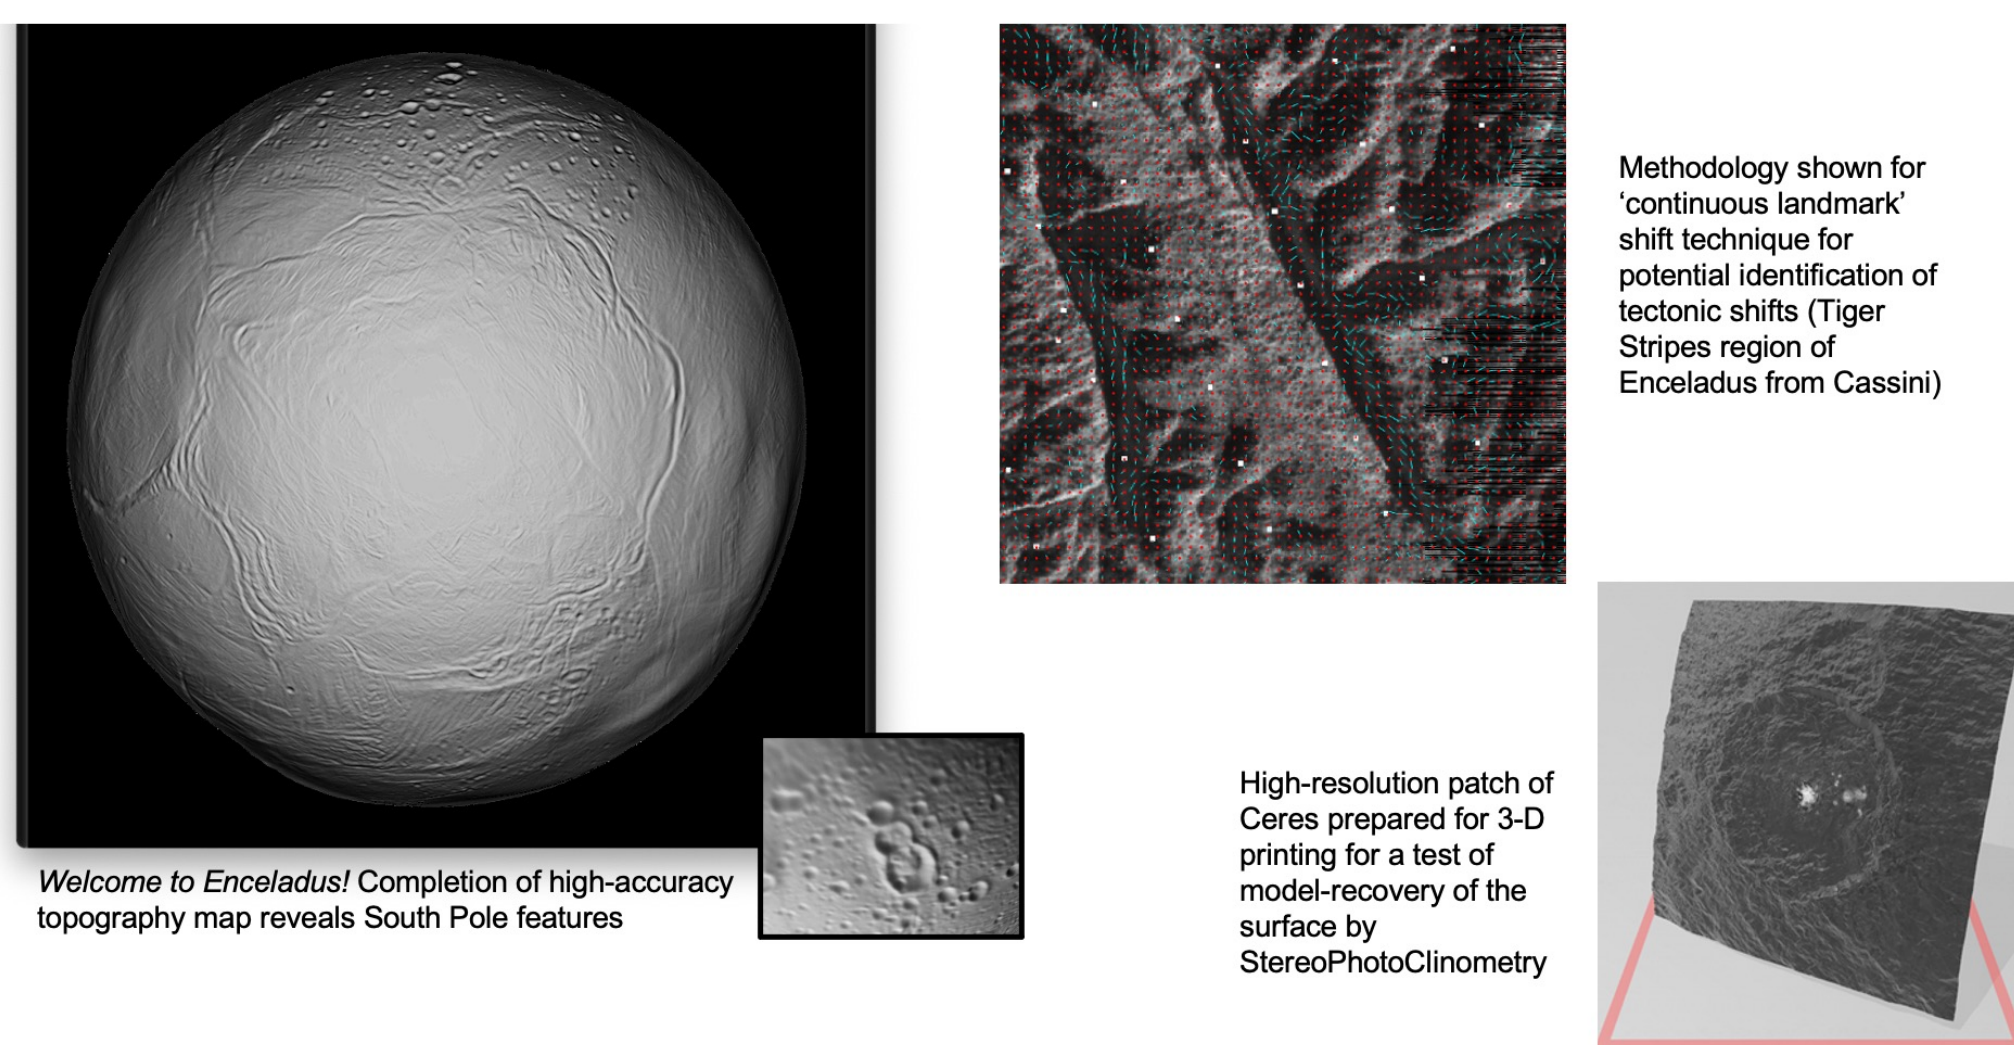 Methodology shown for
‘continuous landmark’
shift technique for
potential identification of
tectonic shifts (Tiger
Stripes region of
Enceladus from Cassini)
Welcome to Enceladus! Completion of high-accuracy
topography map reveals South Pole features
High-resolution patch of
Ceres prepared for 3-D
printing for a test of
model-recovery of the
surface by
StereoPhotoClinometry